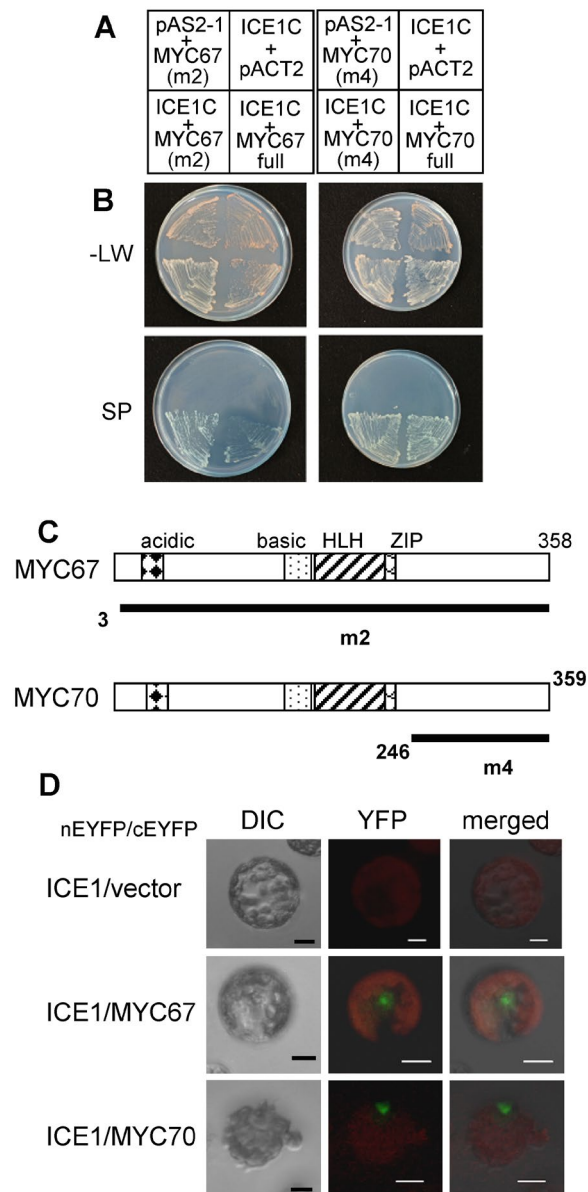 A
pAS2-1
+
MYC67
(m2)
ICE1C
+
pACT2
pAS2-1
+
MYC70
(m4)
ICE1C
+
pACT2
ICE1C
+
MYC67
(m2)
ICE1C
+
MYC67
full
ICE1C
+
MYC70
(m4)
ICE1C
+
MYC70
full
B
-LW
SP
C
acidic basic HLH ZIP 358
MYC67
3
m2
MYC70
359
246
m4
D
nEYFP/cEYFP DIC YFP merged
ICE1/vector
ICE1/MYC67
ICE1/MYC70